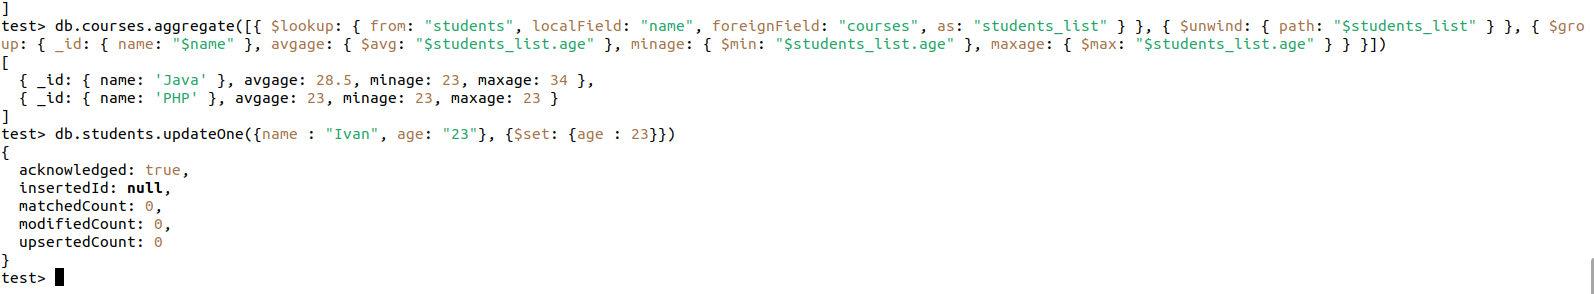 ]
test> db.courses.aggregate([{ $lookup: { from: "students", localField: "name", foreignField: "courses", as: "students_list" } }, { $unwind: { path: "$students_list" } }, { $gro
up: { _id: { name: "$name" }, avgage: { $avg: "$students_list.age" }, minage: { $min: "$students_list.age" }, maxage: { $max: "$students_list.age" } } }])
[
  { _id: { name: 'Java' }, avgage: 28.5, minage: 23, maxage: 34 },
  { _id: { name: 'PHP' }, avgage: 23, minage: 23, maxage: 23 }
]
test> db.students.updateOne({name : "Ivan", age: "23"}, {$set: {age : 23}})
{
  acknowledged: true,
  insertedId: null,
  matchedCount: 0,
  modifiedCount: 0,
  upsertedCount: 0
}
test>